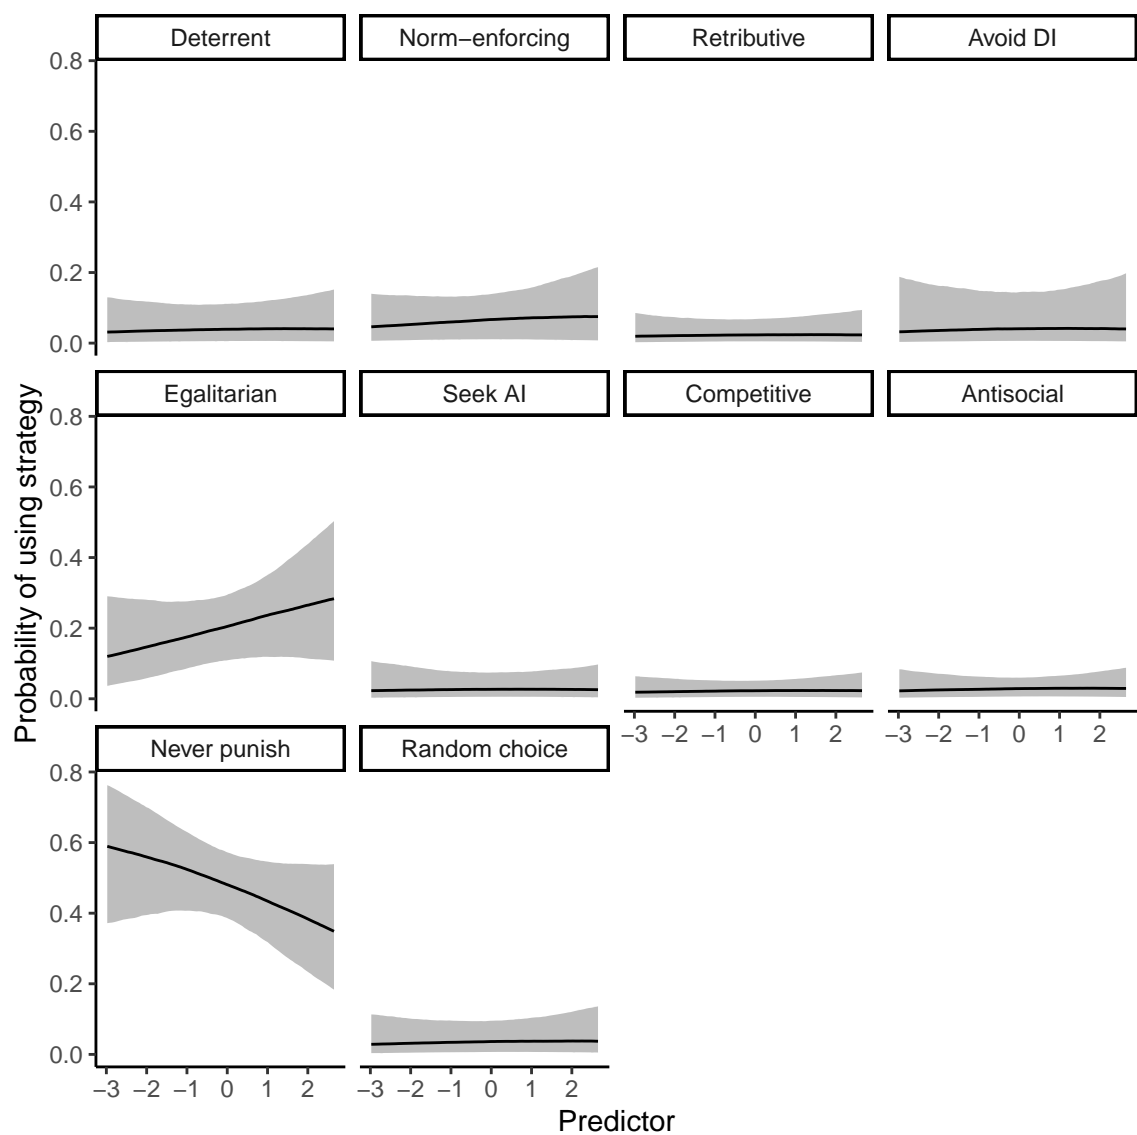 Deterrent Norm−enforcing Retributive Avoid DI
0.8
0.6
0.4
0.2
0.0
Egalitarian Seek AI Competitive Antisocial
0.8
0.6
0.4
0.2
0.0
−3 −2 −1 0 1 2 −3 −2 −1 0 1 2
Never punish Random choice
0.8
0.6
0.4
0.2
0.0
−3 −2 −1 0 1 2 −3 −2 −1 0 1 2
Probability of using strategy
Predictor